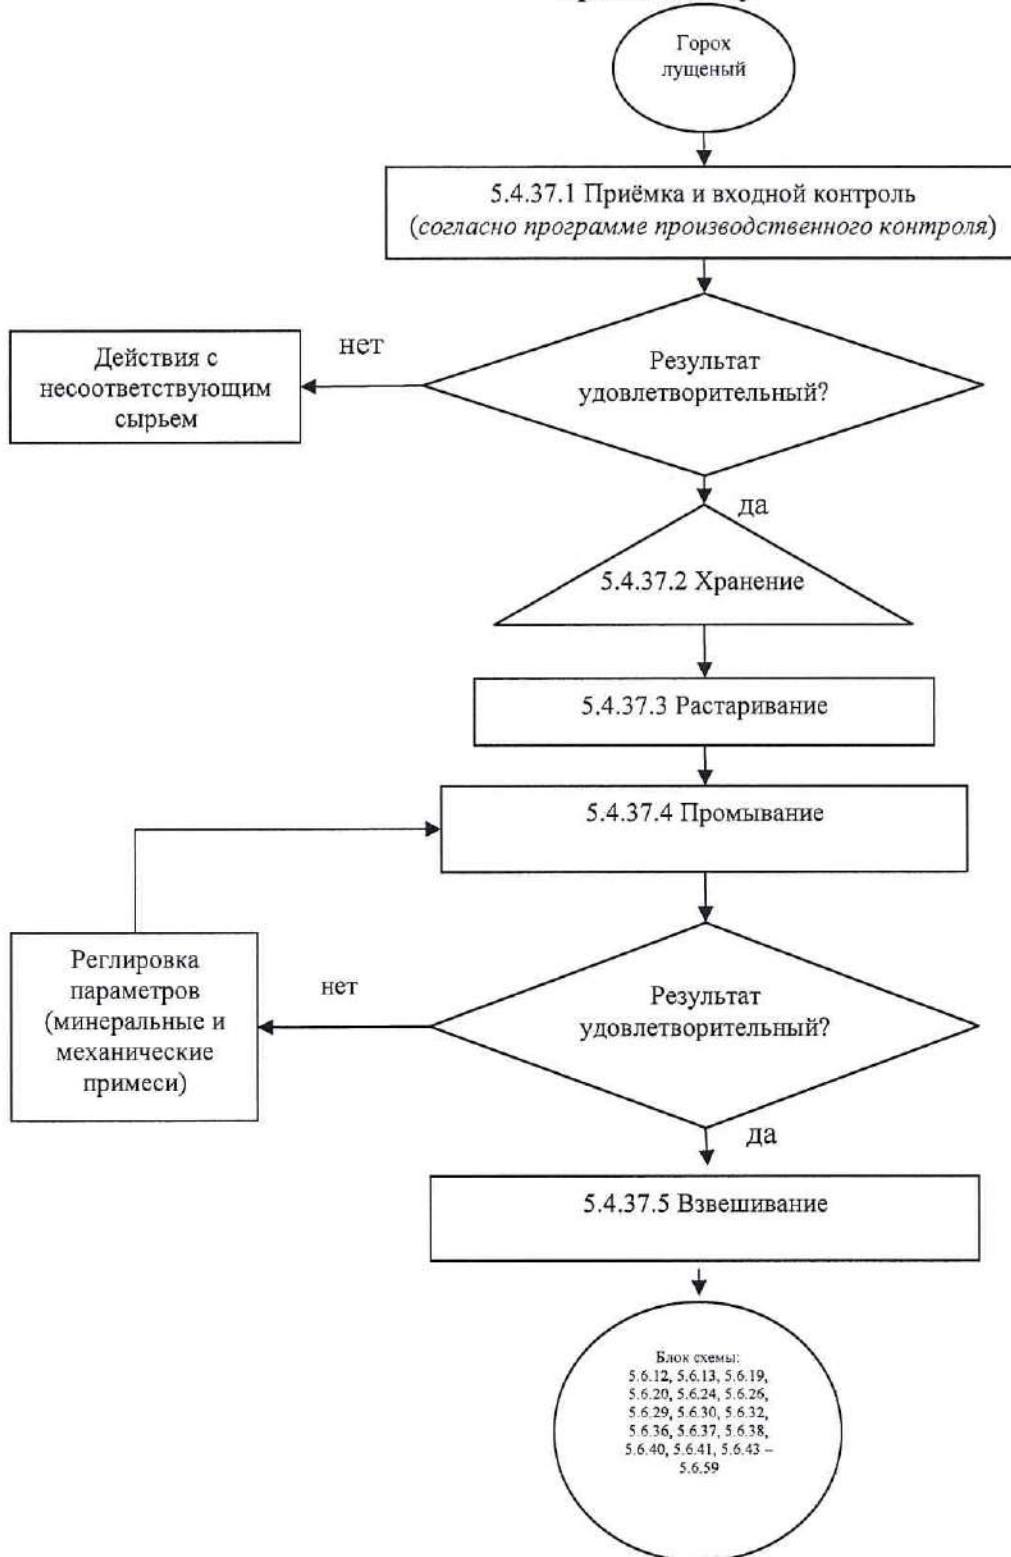 Горох
лущеный
5.4.37.1 Приёмка и входной контроль
(согласно программе производственного контроля)
нет
Действия с
несоответствующим
сырьем
Результат
удовлетворительный?
да
5.4.37.2 Хранение
5.4.37.3 Растаривание
5.4.37.4 Промывание
Реглировка
параметров
(минеральные и
механические
примеси)
нет
Результат
удовлетворительный?
да
5.4.37.5 Взвешивание
Блок схемы:
5.6.12, 5.6.13, 5.6.19,
5.6.20, 5.6.24, 5.6.26,
5.6.29, 5.6.30, 5.6.32,
5.6.36, 5.6.37, 5.6.38,
5.6.40, 5.6.41, 5.6.43 –
5.6.59